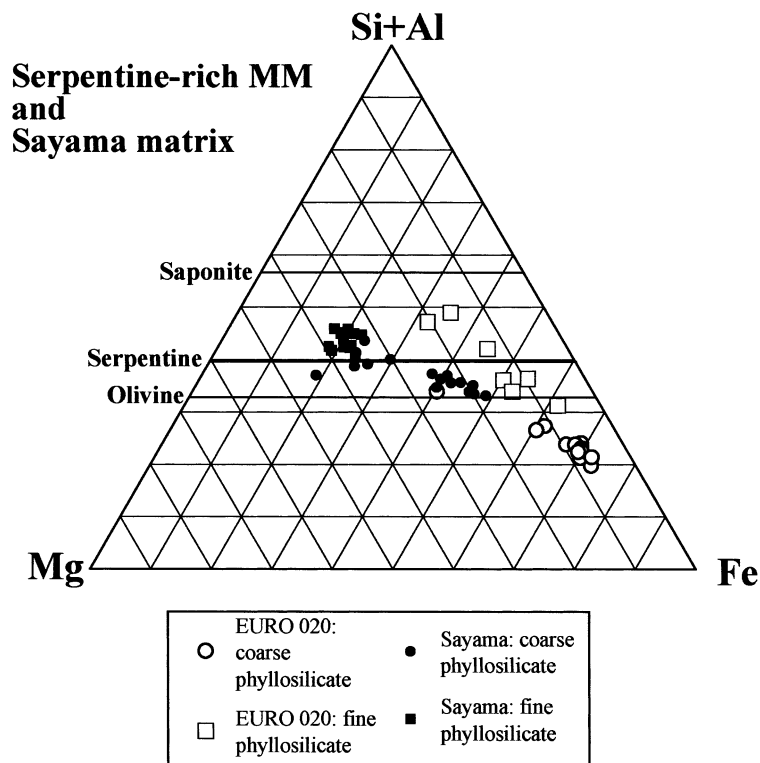 Si+Al
Serpentine-rich MM
and
Sayama matrix
Saponite
Serpentine
Olivine
Mg
Fe
EURO 020:
coarse
phyllosilicate
Sayama: coarse
phyllosilicate
EURO 020: fine
phyllosilicate
Sayama: fine
phyllosilicate